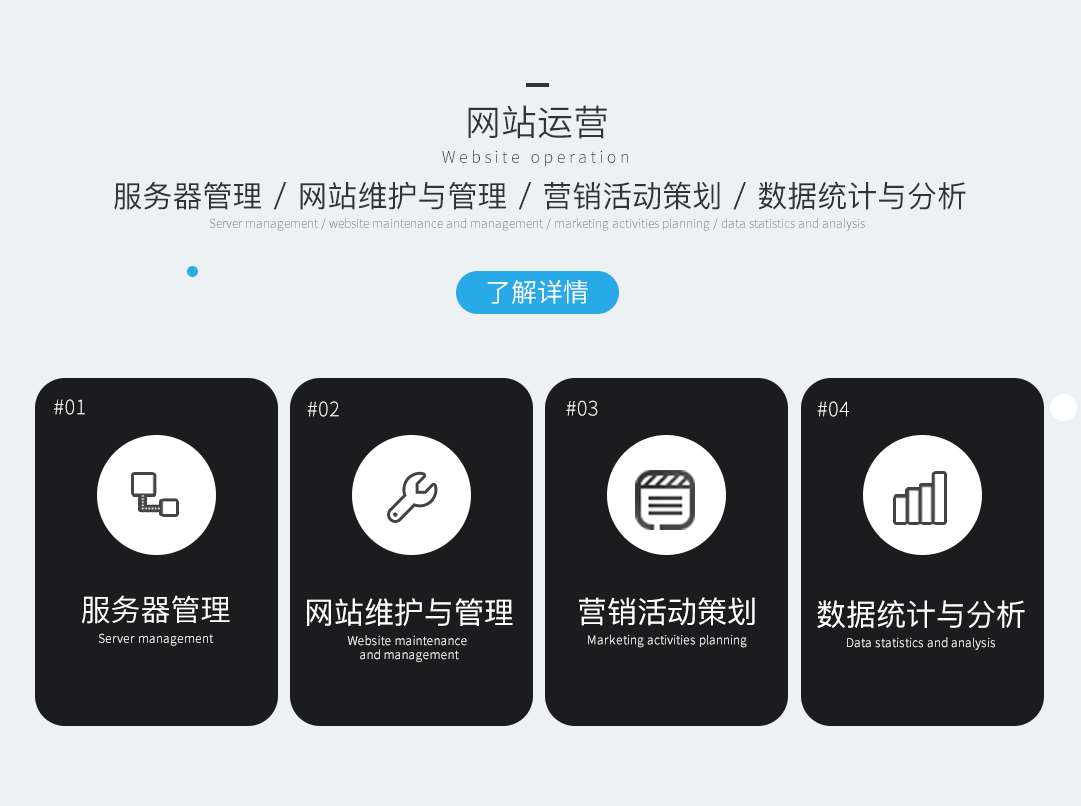 网站运营
Website operation
服务器管理 / 网站维护与管理 / 营销活动策划 / 数据统计与分析
Server management / website maintenance and management / marketing activities planning / data statistics and analysis
了解详情
#01
服务器管理
Server management
#02
网站维护与管理
Website maintenance
and management
#03
营销活动策划
Marketing activities planning
#04
数据统计与分析
Data statistics and analysis